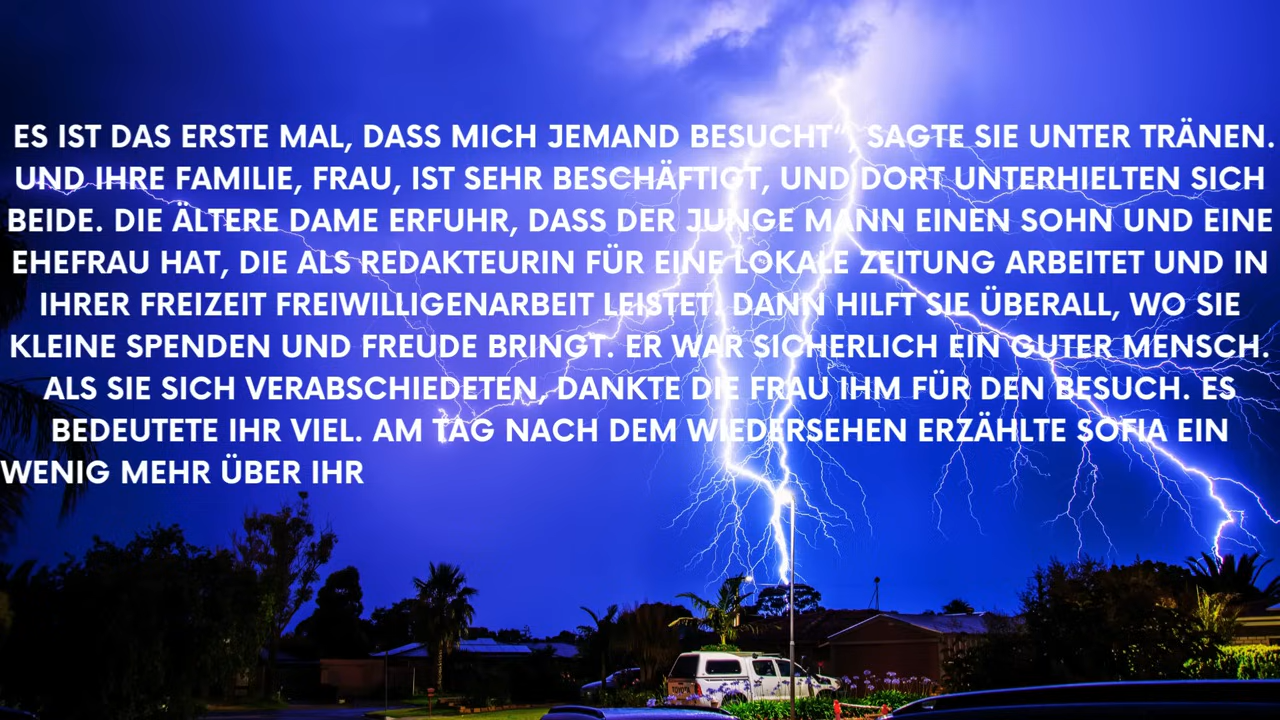 ES IST DAS ERSTE MAL, DASS MICH JEMAND BESUCHT“, SAGTE SIE UNTER TRÄNEN.
UND IHRE FAMILIE, FRAU, IST SEHR BESCHÄFTIGT, UND DORT UNTERHIELTEN SICH
BEIDE. DIE ÄLTERE DAME ERFUHR, DASS DER JUNGE MANN EINEN SOHN UND EINE
EHEFRAU HAT, DIE ALS REDAKTEURIN FÜR EINE LOKALE ZEITUNG ARBEITET UND IN
IHRER FREIZEIT FREIWILLIGENARBEIT LEISTET. DANN HILFT SIE ÜBERALL, WO SIE
KLEINE SPENDEN UND FREUDE BRINGT. ER WAR SICHERLICH EIN GUTER MENSCH.
ALS SIE SICH VERABSCHIEDETEN, DANKTE DIE FRAU IHM FÜR DEN BESUCH. ES
BEDEUTETE IHR VIEL. AM TAG NACH DEM WIEDERSEHEN ERZÄHLTE SOFIA EIN
WENIG MEHR ÜBER IHR
TOYOTA